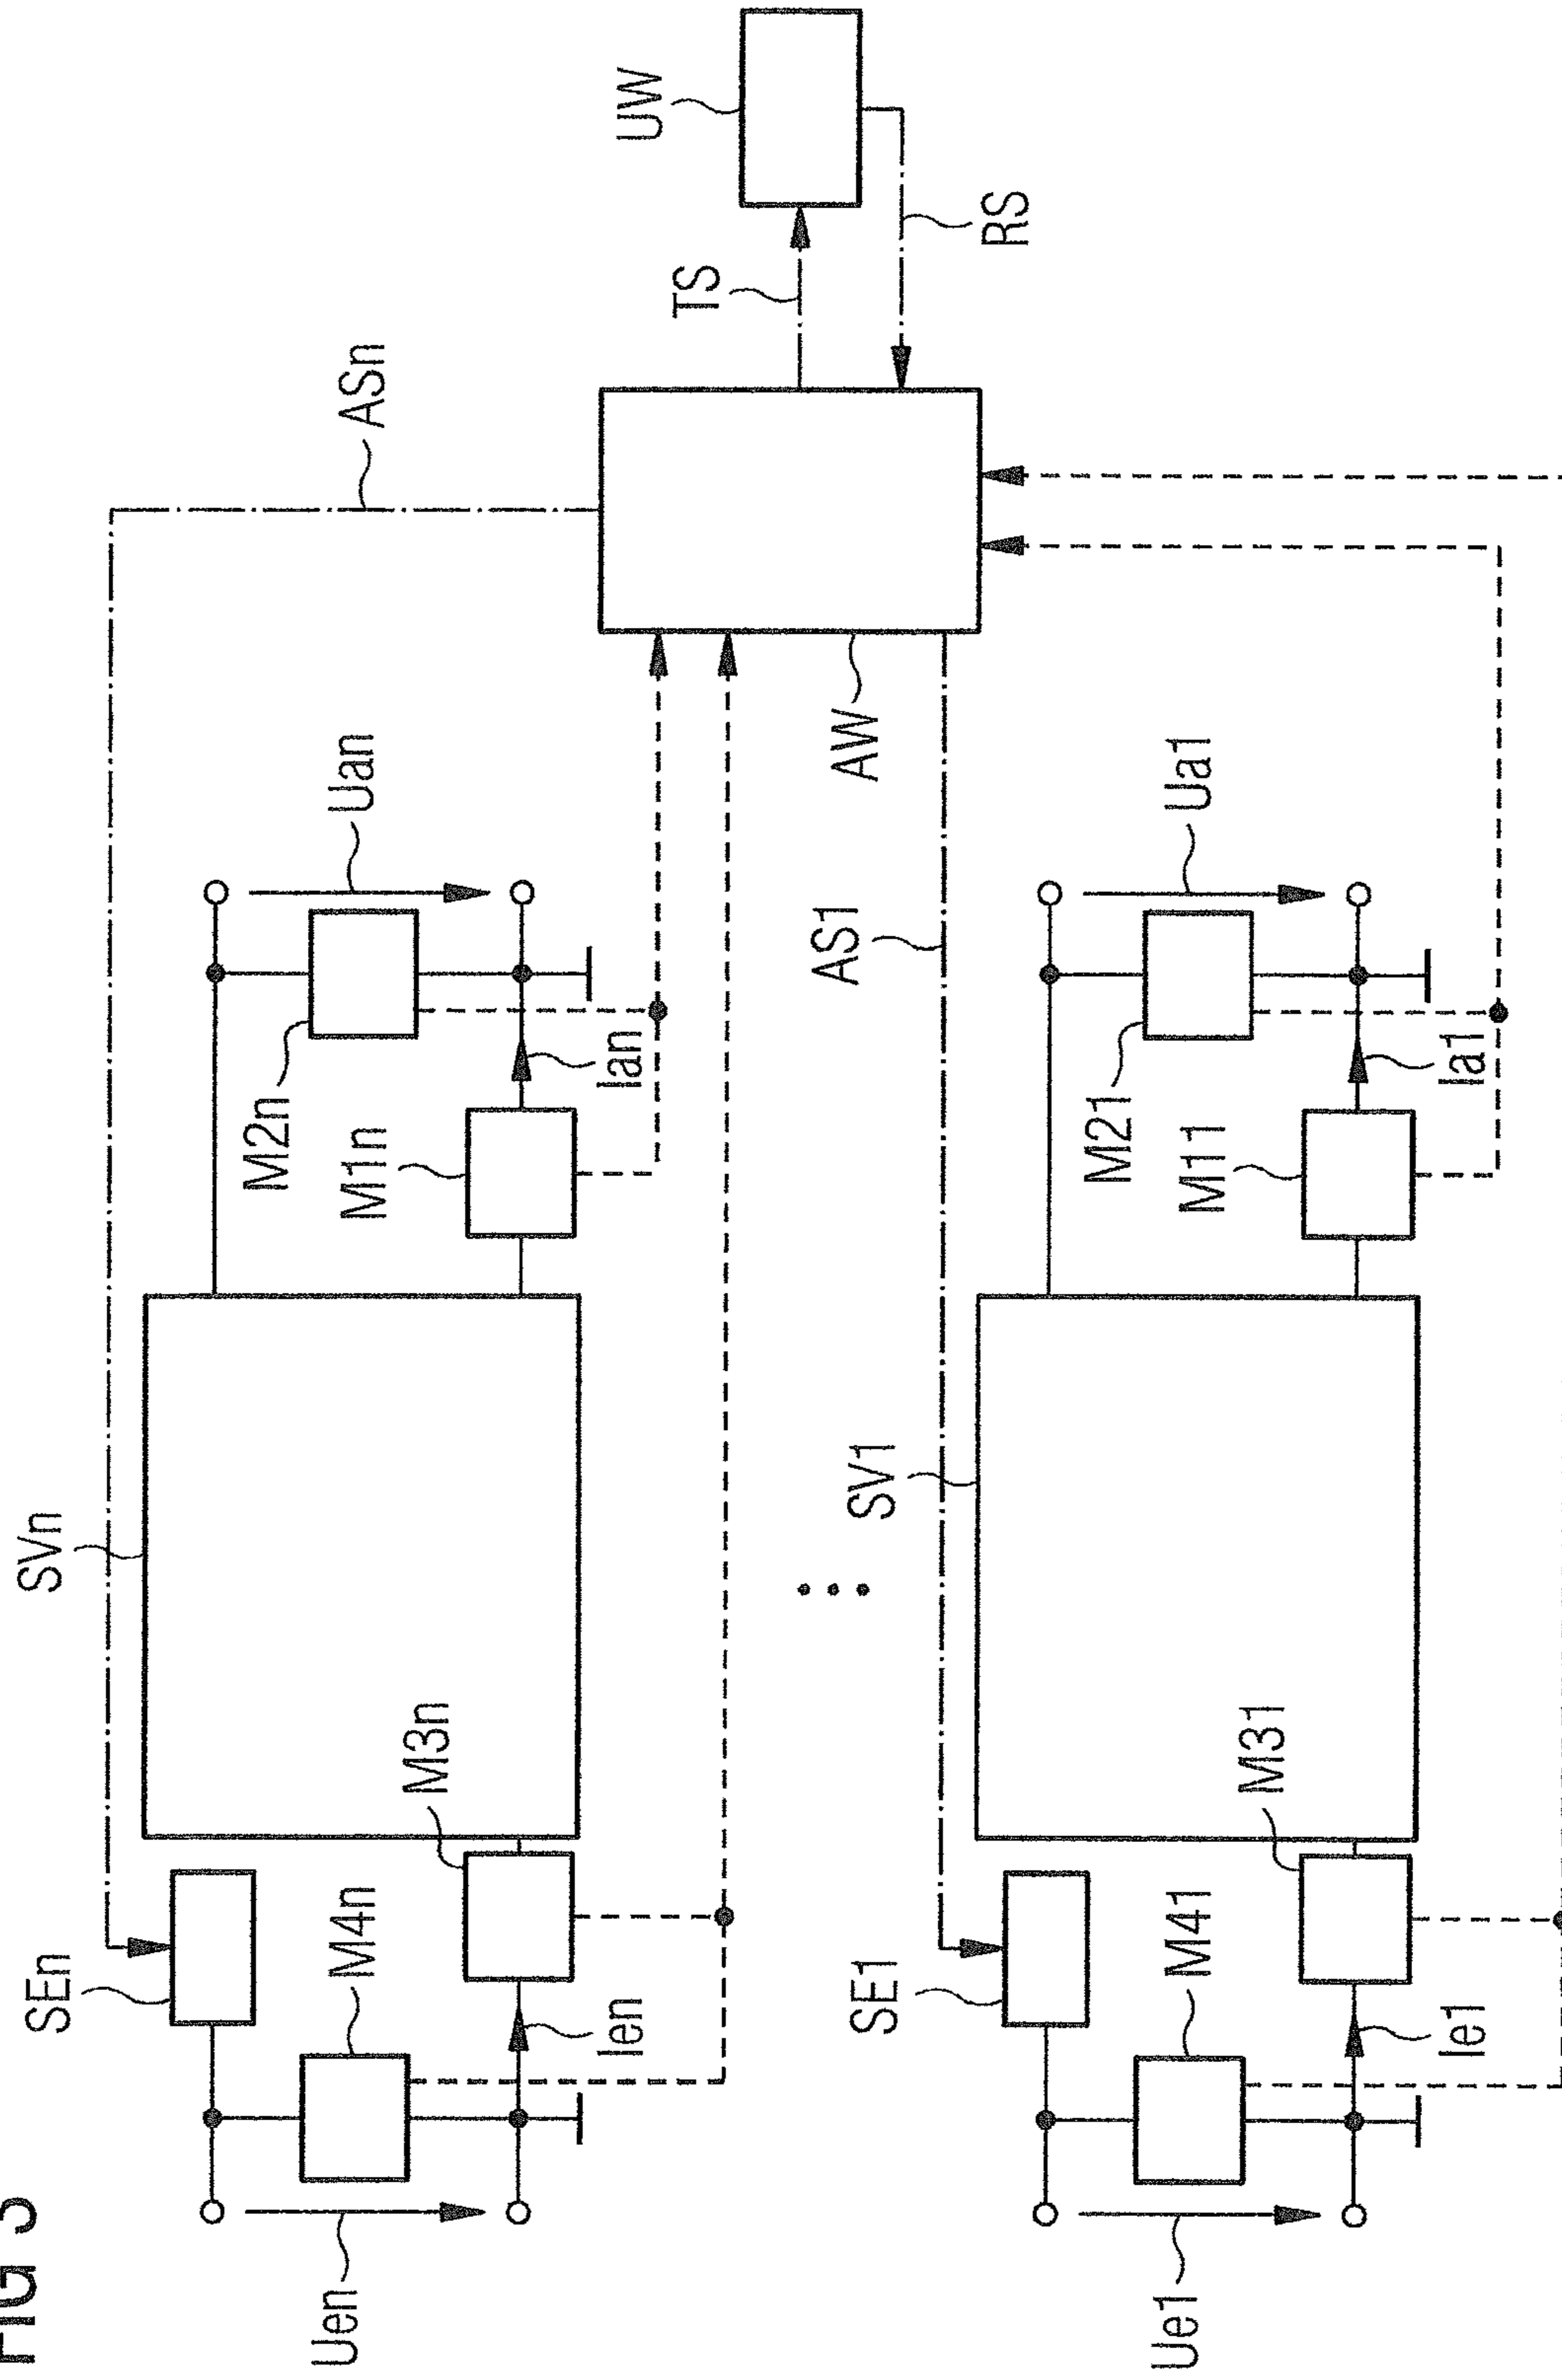 FIG 3
SVn
SEn
M4n
M3n
Uen
Ien
M2n
M1n
Uan
Ian
ASn
TS
UW
RS
AW
AS1
SV1
SE1
M41
M31
Ue1
Ie1
M21
M11
Ua1
Ia1